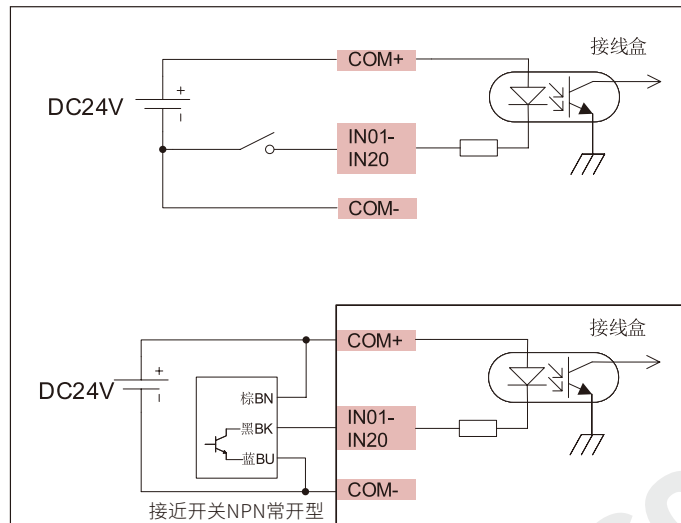 接线盒
COM+
+
DC24V
IN01-
IN20
COM-
接线盒
COM+
+
DC24V
棕BN
黑BK
IN01-
IN20
蓝BU
COM-
接近开关NPN常开型